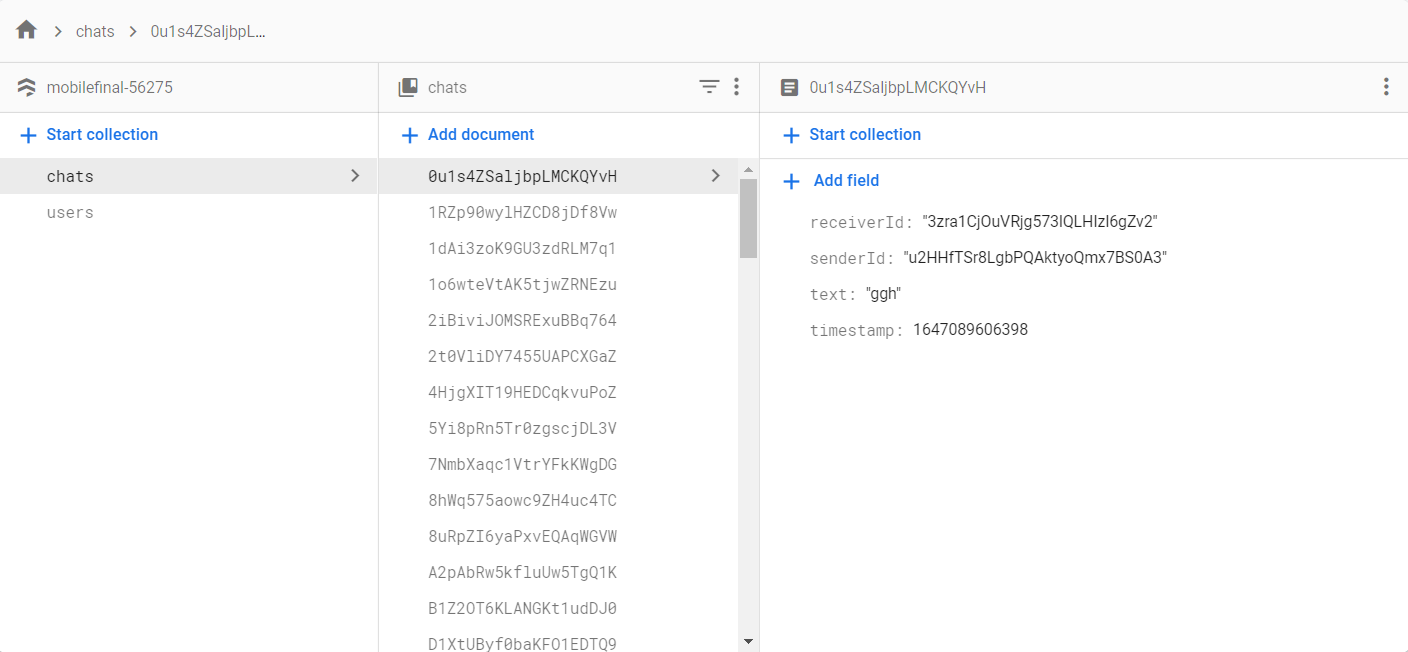 chats
0u1s4ZSaljbpL...
mobilefinal-56275
Start collection
chats
users
chats
Add document
0u1s4ZSaljbpLMCKQYvH
1RZp90wylHZCD8jDf8Vw
1dAi3zoK9GU3zdRLM7q1
1o6wteVtAK5tjwZRNEzu
2iBiviJOMSRExuBBq764
2t0VliDY7455UAPCXGaZ
4HjgXIT19HEDCqkvuPoZ
5Yi8pRn5Tr0zgscjDL3V
7NmbXaqc1VtrYFkKWgDG
8hWq575aowc9ZH4uc4TC
8uRpZI6yaPxvEQAqWGVW
A2pAbRw5kfluUw5TgQ1K
B1Z2OT6KLANGKt1udDJ0
D1XtUByf0baKFO1EDTQ9
0u1s4ZSaljbpLMCKQYvH
Start collection
Add field
receiverId: "3zra1CjOuVRjg573lQLHIzI6gZv2"
senderId: "u2HHfTSr8LgbPQAktyoQmx7BS0A3"
text: "ggh"
timestamp: 1647089606398